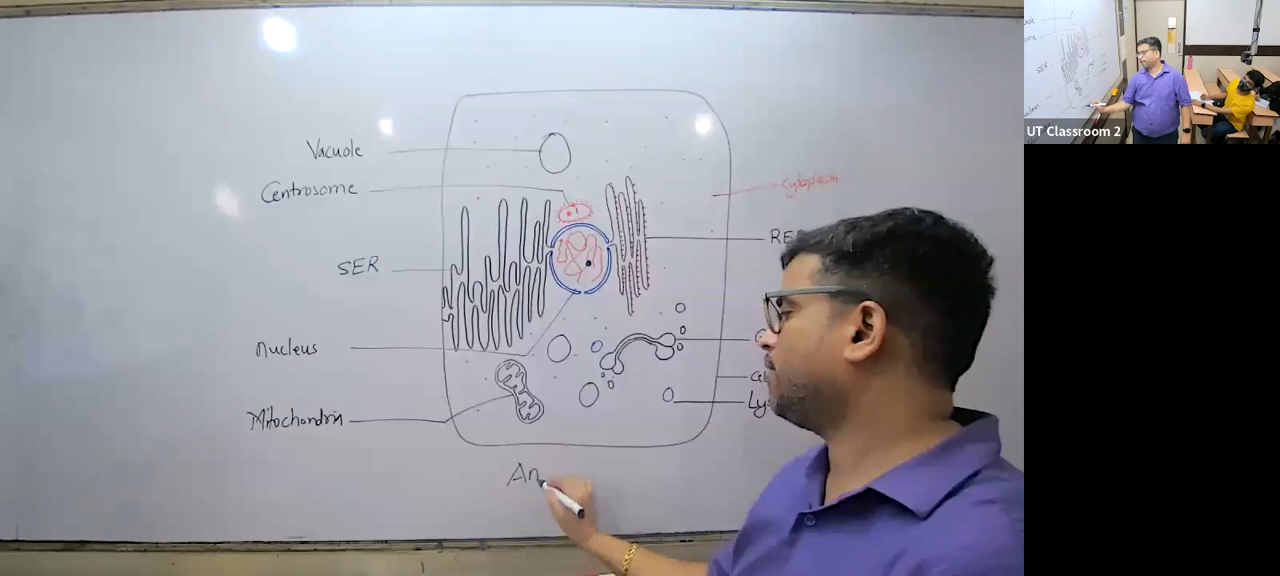 Vacuole
Centrosome
Cytoplasm
SER
Nucleus
Mitochondria
An
UT Classroom 2